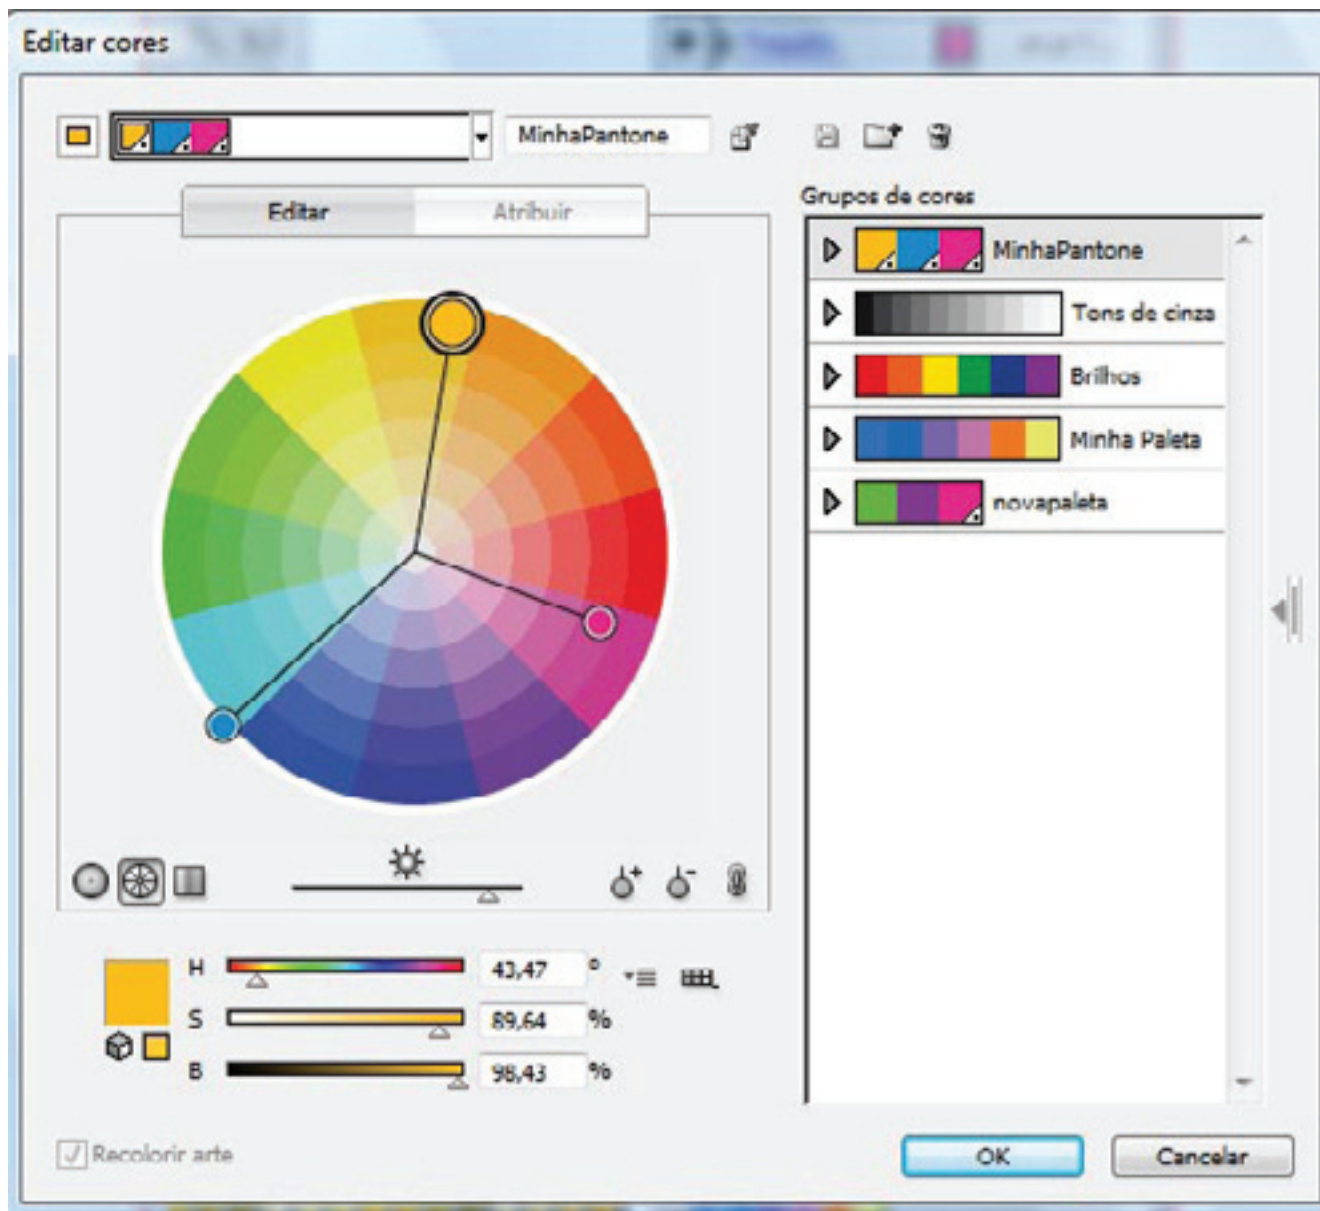 Editar cores
MinhaPantone
Editar
Atribuir
Grupos de cores
MinhaPantone
Tons de cinza
Brilhos
Minha Paleta
novapaleta
H 43,47 °
S 89,64 %
B 98,43 %
Recolorir arte
OK
Cancelar